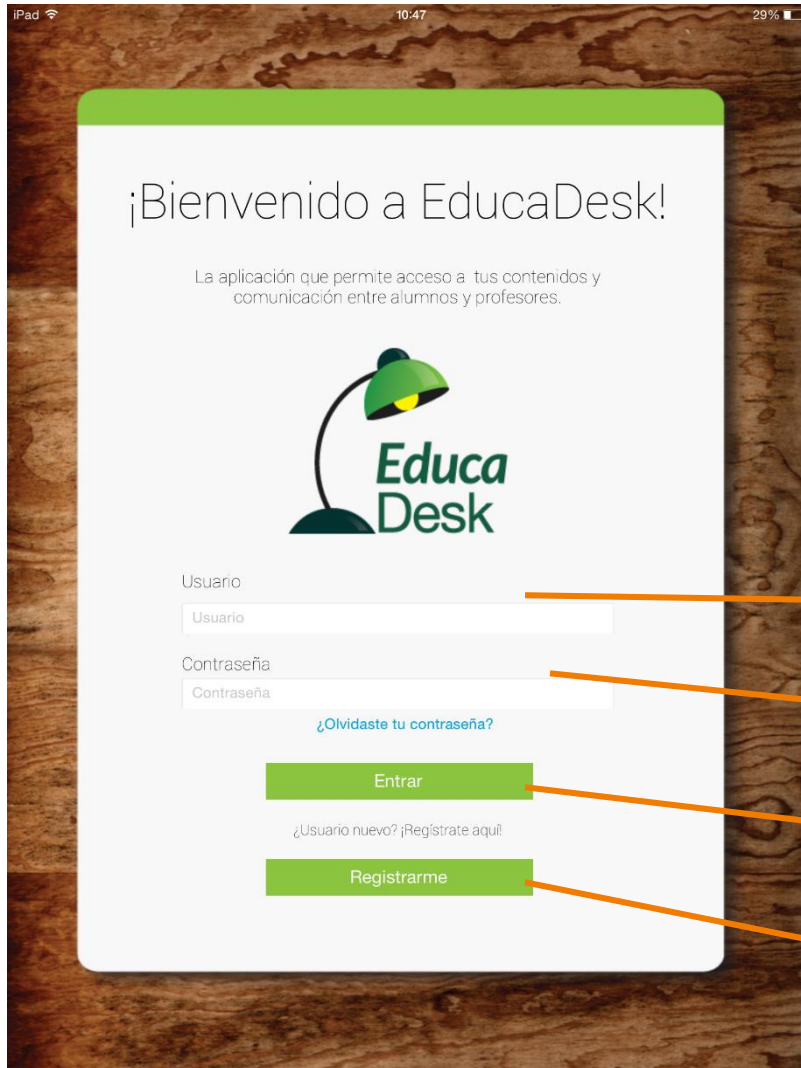 iPad 10:47 29%
¡Bienvenido a EducaDesk!
La aplicación que permite acceso a tus contenidos y
comunicación entre alumnos y profesores.
Educa
Desk
Usuario
Usuario
Contraseña
Contraseña
¿Olvidaste tu contraseña?
Entrar
¿Usuario nuevo? ¡Regístrate aquí!
Registrarme